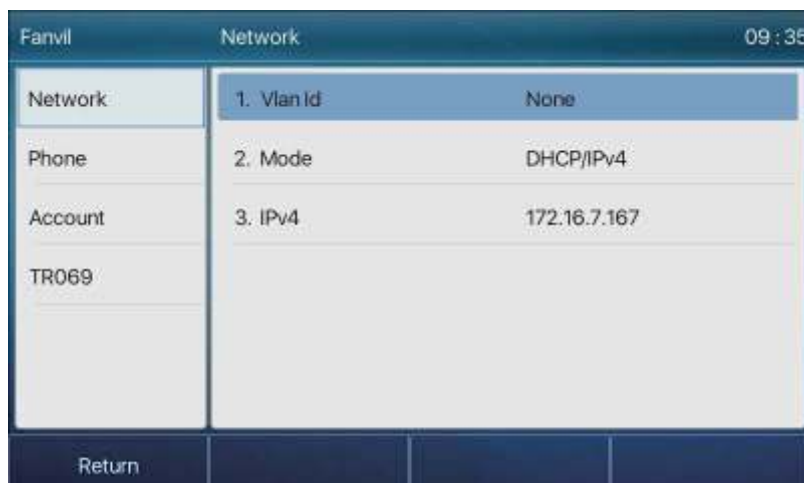 Fanvil Network 09 : 35
Network
Phone
Account
TR069
1. Vlan Id None
2. Mode DHCP/IPv4
3. IPv4 172.16.7.167
Return